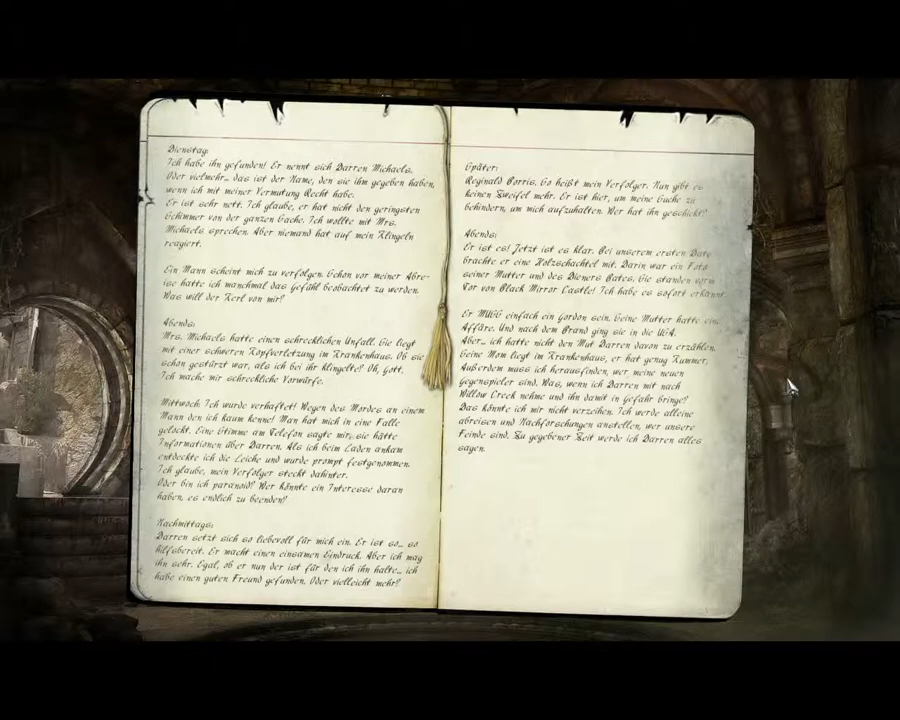 Dienstag:
Ich habe ihn gefunden! Er nennt sich Darren Michaels.
Oder vielmehr... das ist der Name, den sie ihm gegeben haben,
wenn ich mit meiner Vermutung Recht habe.
Er ist sehr nett. Ich glaube, er hat nicht den geringsten
Schimmer von der ganzen Sache. Ich wollte mit Mrs.
Michaels sprechen. Aber niemand hat auf mein Klingeln
reagiert.
Ein Mann scheint mich zu verfolgen. Schon vor meiner Abre-
ise hatte ich manchmal das Gefühl beobachtet zu werden.
Was will der Kerl von mir?
Abends:
Mrs. Michaels hatte einen schrecklichen Unfall. Sie liegt
mit einer schweren Kopfverletzung im Krankenhaus. Ob sie
schon gestürzt war, als ich bei ihr klingelte? Oh, Gott.
Ich mache mir schreckliche Vorwürfe.
Mittwoch: Ich wurde verhaftet! Wegen des Mordes an einem
Mann den ich kaum kenne! Man hat mich in eine Falle
gelockt. Eine Stimme am Telefon sagte mir, sie hätte
Informationen über Darren. Als ich beim Laden ankam
entdeckte ich die Leiche und wurde prompt festgenommen.
Ich glaube, mein Verfolger steckt dahinter.
Oder bin ich paranoid? Wer könnte ein Interesse daran
haben, es endlich zu beenden?
Nachmittags:
Darren setzt sich so liebevoll für mich ein. Er ist so... so
hilfsbereit. Er macht einen einsamen Eindruck. Aber ich mag
ihn sehr. Egal, ob er nun der ist für den ich ihn halte... ich
habe einen guten Freund gefunden. Oder vielleicht mehr?
Später:
Reginald Borris. So heißt mein Verfolger. Nun gibt es
keinen Zweifel mehr. Er ist hier, um meine Suche zu
behindern, um mich aufzuhalten. Wer hat ihn geschickt?
Abends:
Er ist es! Jetzt ist es klar. Bei unserem ersten Date
brachte er eine Holzschachtel mit. Darin war ein Foto
seiner Mutter und des Dieners Bates. Sie standen vorm
Tor von Black Mirror Castle! Ich habe es sofort erkannt.
Er MUSS einfach ein Gordon sein. Seine Mutter hatte eine
Affäre. Und nach dem Brand ging sie in die USA.
Aber... ich hatte nicht den Mut Darren davon zu erzählen.
Seine Mom liegt im Krankenhaus, er hat genug Kummer.
Außerdem muss ich herausfinden, wer meine neuen
Gegenspieler sind. Was, wenn ich Darren mit nach
Willow Creek nehme und ihn damit in Gefahr bringe?
Das könnte ich mir nicht verzeihen. Ich werde alleine
abreisen und Nachforschungen anstellen, wer unsere
Feinde sind. Zu gegebener Zeit werde ich Darren alles
sagen.